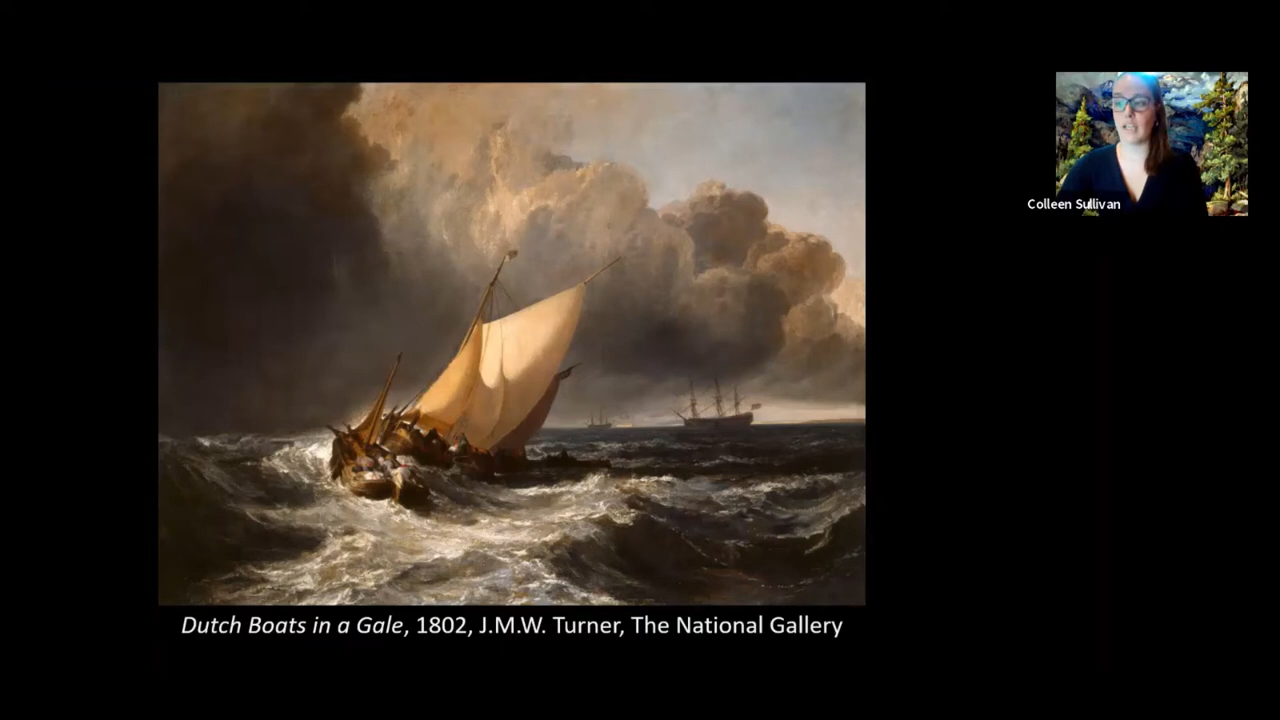 Colleen Sullivan
Dutch Boats in a Gale, 1802, J.M.W. Turner, The National Gallery